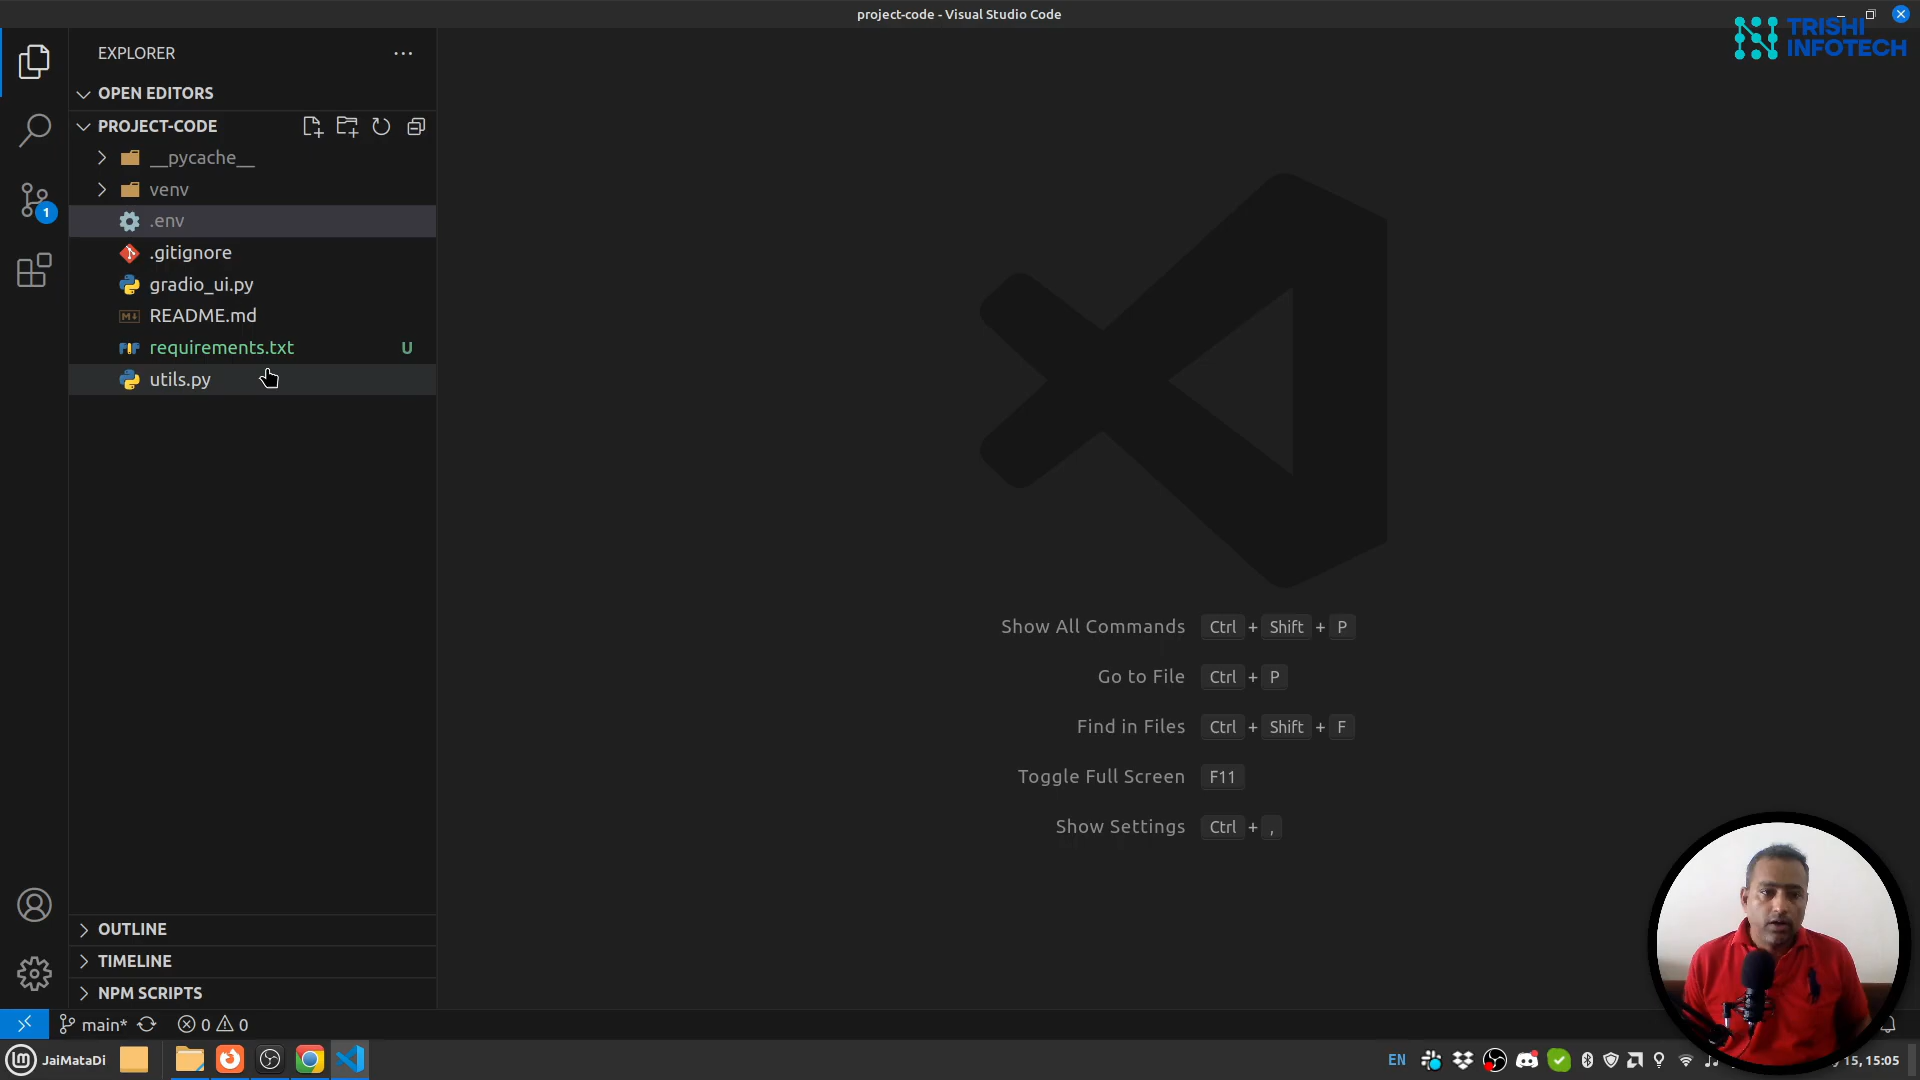 project-code - Visual Studio Code
TRISHI
INFOTECH
EXPLORER
OPEN EDITORS
PROJECT-CODE
__pycache__
venv
.env
.gitignore
gradio_ui.py
README.md
requirements.txt U
utils.py
1
Show All Commands Ctrl + Shift + P
Go to File Ctrl + P
Find in Files Ctrl + Shift + F
Toggle Full Screen F11
Show Settings Ctrl + ,
OUTLINE
TIMELINE
NPM SCRIPTS
main* 0 0
JaiMataDi
EN
15, 15:05